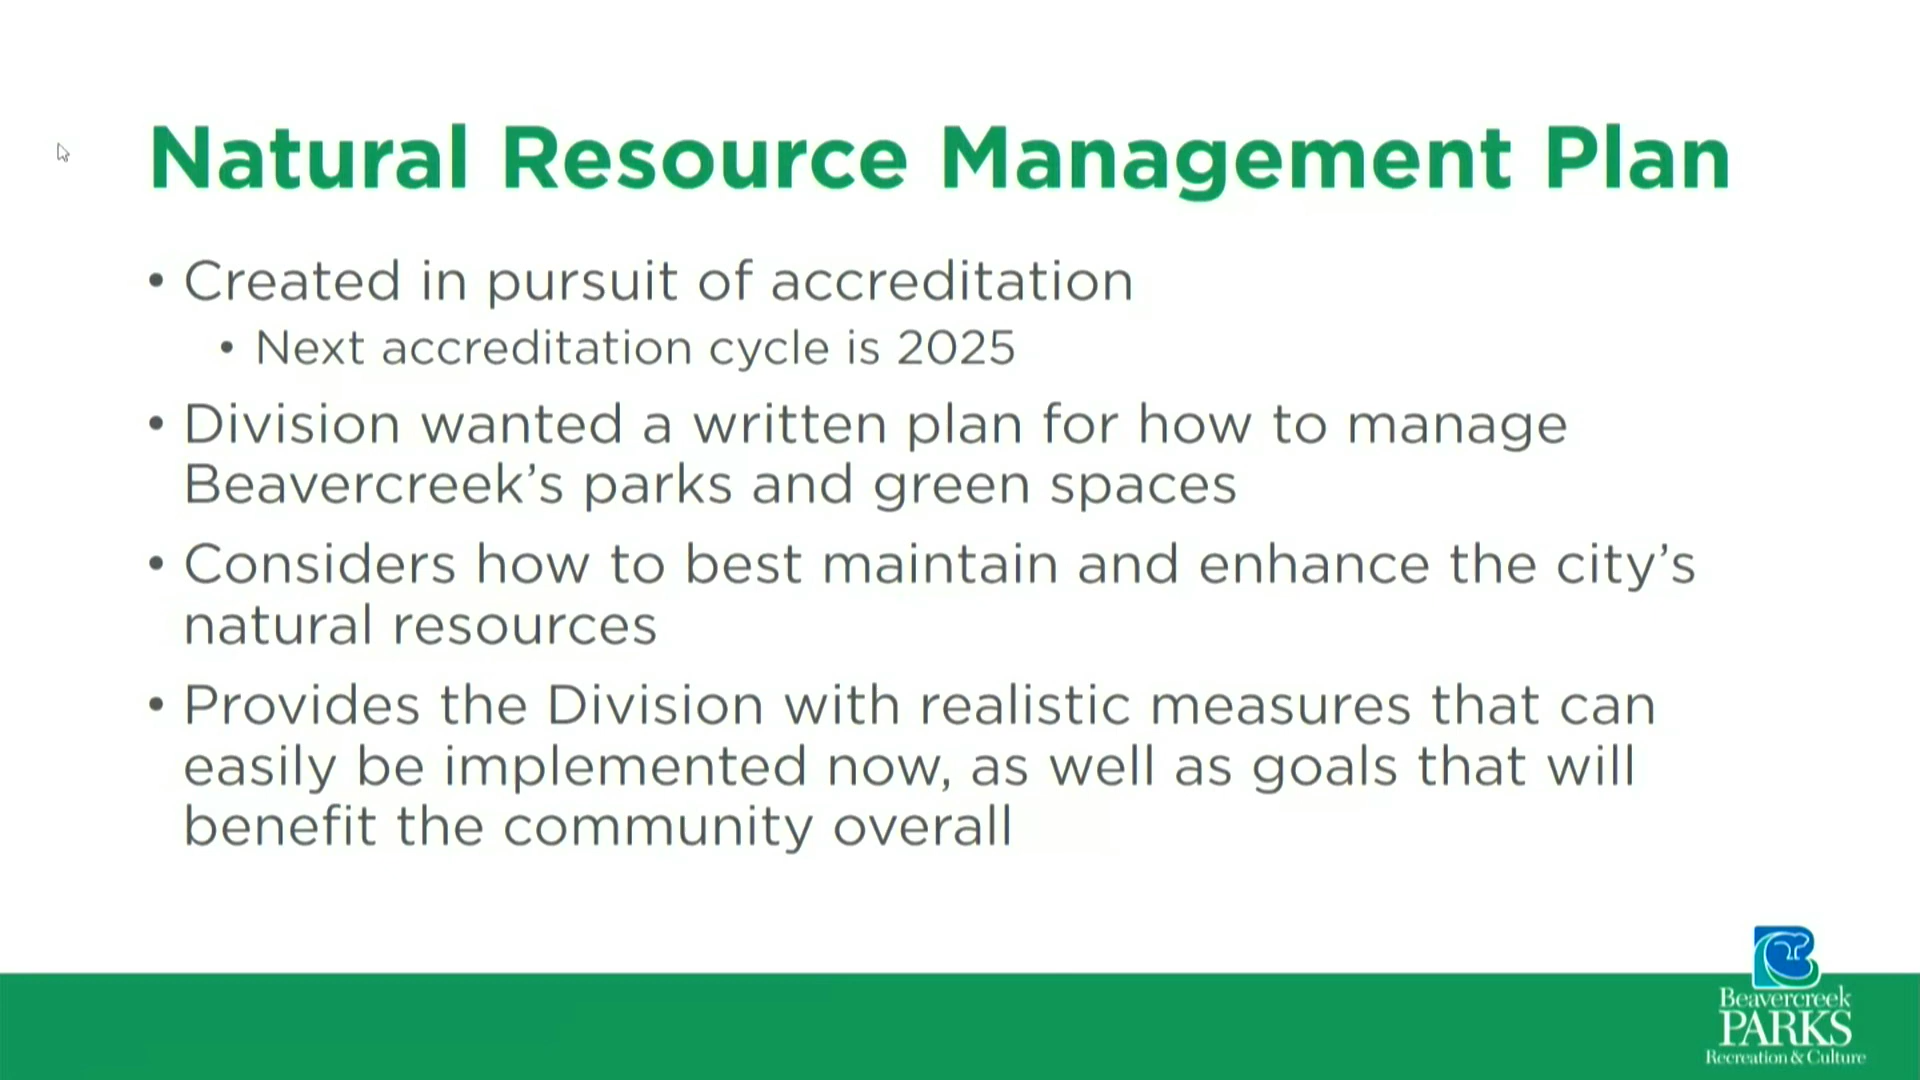 Natural Resource Management Plan
• Created in pursuit of accreditation
• Next accreditation cycle is 2025
• Division wanted a written plan for how to manage
Beavercreek’s parks and green spaces
• Considers how to best maintain and enhance the city’s
natural resources
• Provides the Division with realistic measures that can
easily be implemented now, as well as goals that will
benefit the community overall
Beavercreek
PARKS
Recreation & Culture